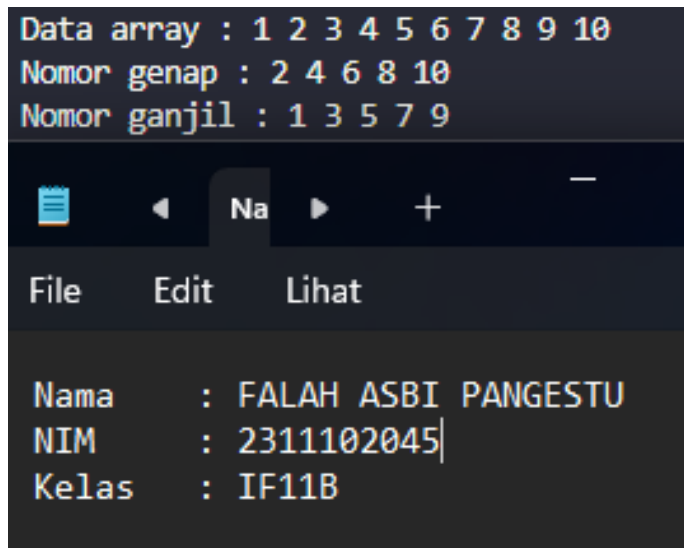 Data array : 1 2 3 4 5 6 7 8 9 10
Nomor genap : 2 4 6 8 10
Nomor ganjil : 1 3 5 7 9
Na
File Edit Lihat
Nama : FALAH ASBI PANGESTU
NIM : 2311102045
Kelas : IF11B